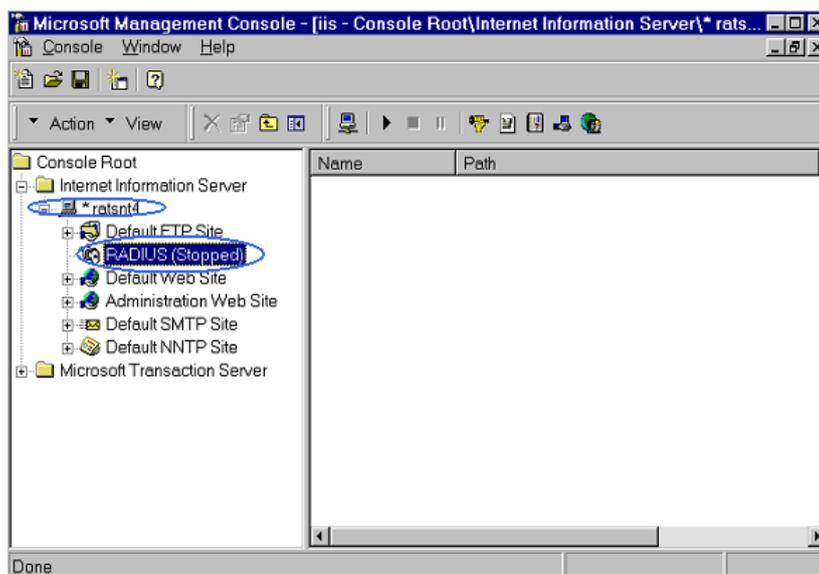 Microsoft Management Console - [iis - Console Root\Internet Information Server\* rats...
Console Window Help
Action View
Console Root
Internet Information Server
* ratsnt4
Default FTP Site
RADIUS (Stopped)
Default Web Site
Administration Web Site
Default SMTP Site
Default NNTP Site
Microsoft Transaction Server
Name Path
Done